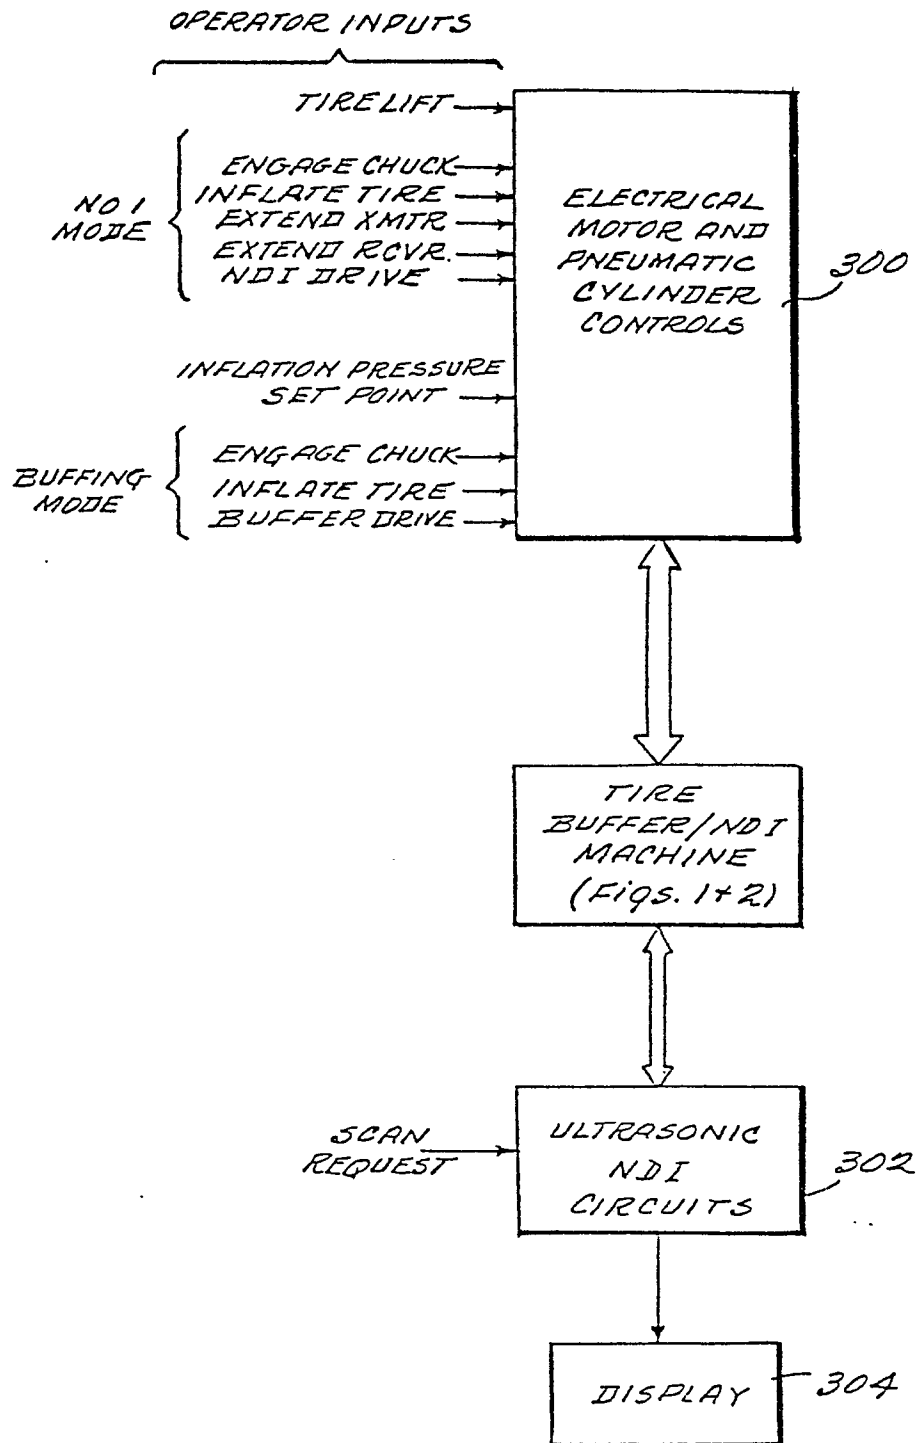 OPERATOR INPUTS
TIRE LIFT
NO I
MODE
ENGAGE CHUCK
INFLATE TIRE
EXTEND XMTR
EXTEND RCVR.
NDI DRIVE
INFLATION PRESSURE
SET POINT
BUFFING
MODE
ENGAGE CHUCK
INFLATE TIRE
BUFFER DRIVE
ELECTRICAL
MOTOR AND
PNEUMATIC
CYLINDER
CONTROLS
300
TIRE
BUFFER/NDI
MACHINE
(Figs. 1+2)
SCAN
REQUEST
ULTRASONIC
NDI
CIRCUITS
302
DISPLAY
304